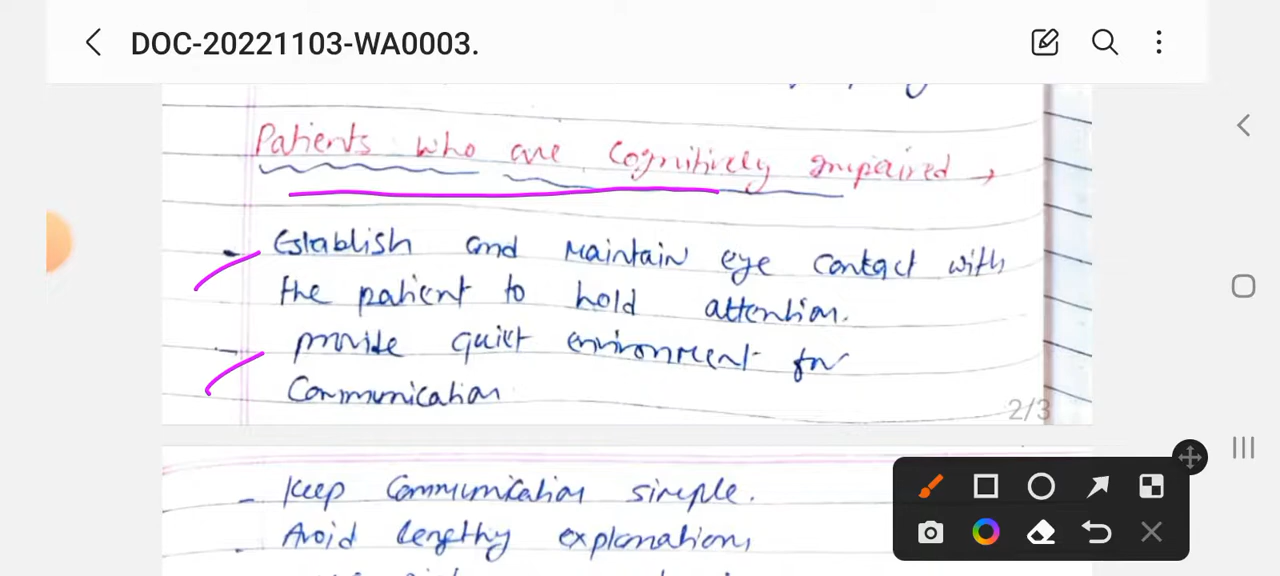 DOC-20221103-WA0003.
Patients who are Cognitively Impaired →
- Establish and Maintain eye contact with
the patient to hold attention.
- provide quiet environment for
Communication
2/3
- Keep Communication simple.
- Avoid lengthy explanations